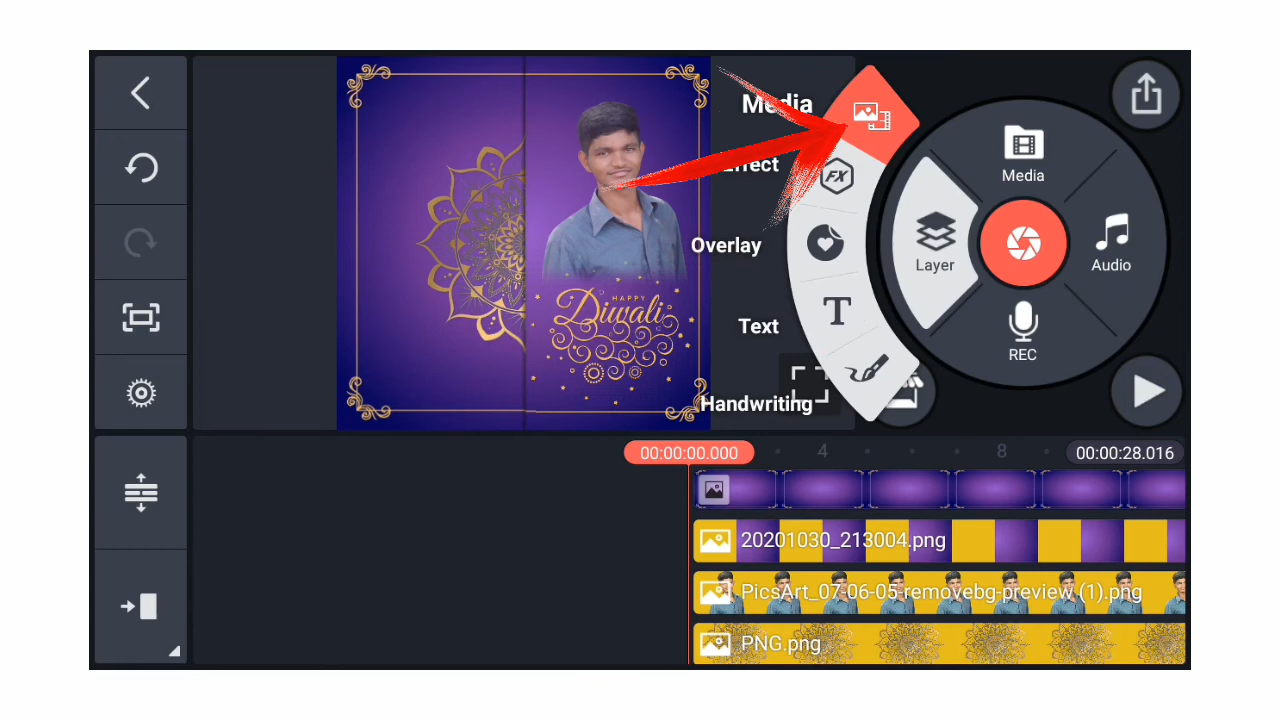 Media
Effect
Overlay
Text
Handwriting
FX
T
Media
Layer
Audio
REC
HAPPY
Diwali
00:00:00.000
4
8
00:00:28.016
20201030_213004.png
PicsArt_07-06-05-removebg-preview (1).png
PNG.png